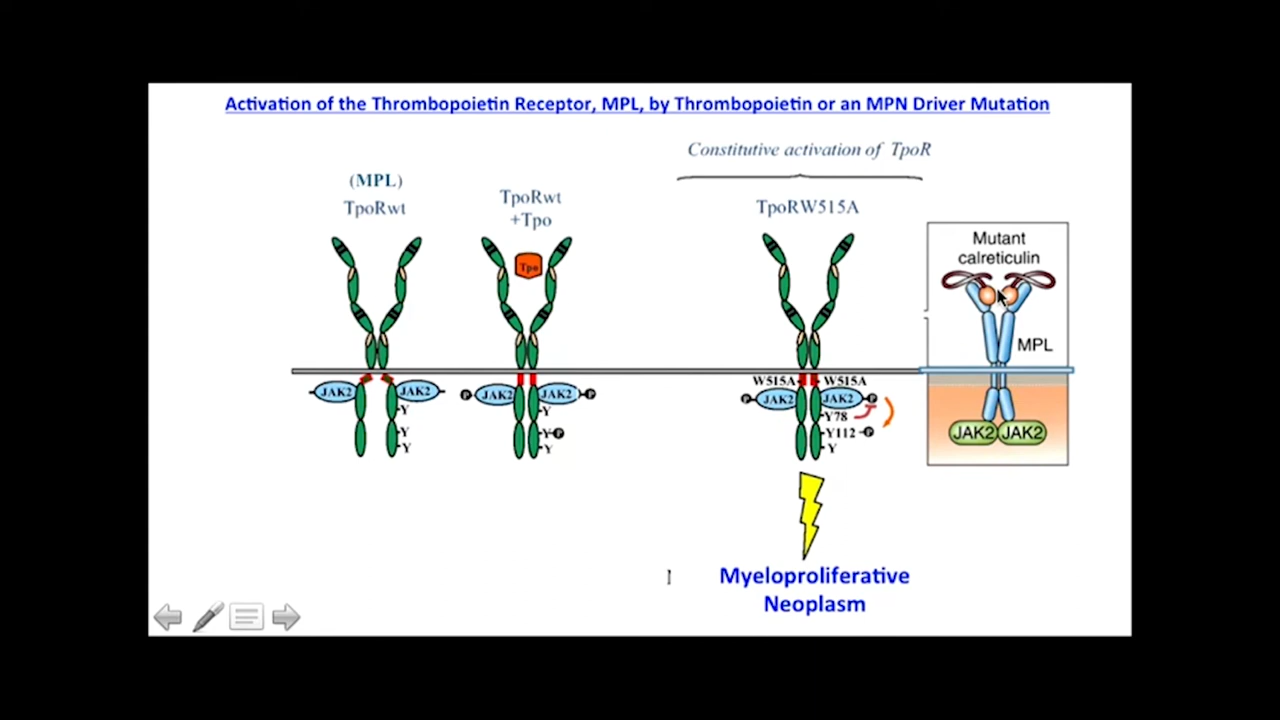 Activation of the Thrombopoietin Receptor, MPL, by Thrombopoietin or an MPN Driver Mutation
Constitutive activation of TpoR
(MPL)
TpoRwt
TpoRwt
+Tpo
TpoRW515A
Tpo
Mutant
calreticulin
MPL
JAK2
JAK2
Y
Y
Y
P
JAK2
JAK2
P
Y
Y
P
Y
W515A
W515A
P
JAK2
JAK2
P
Y78
Y112
P
Y
JAK2
JAK2
Myeloproliferative
Neoplasm